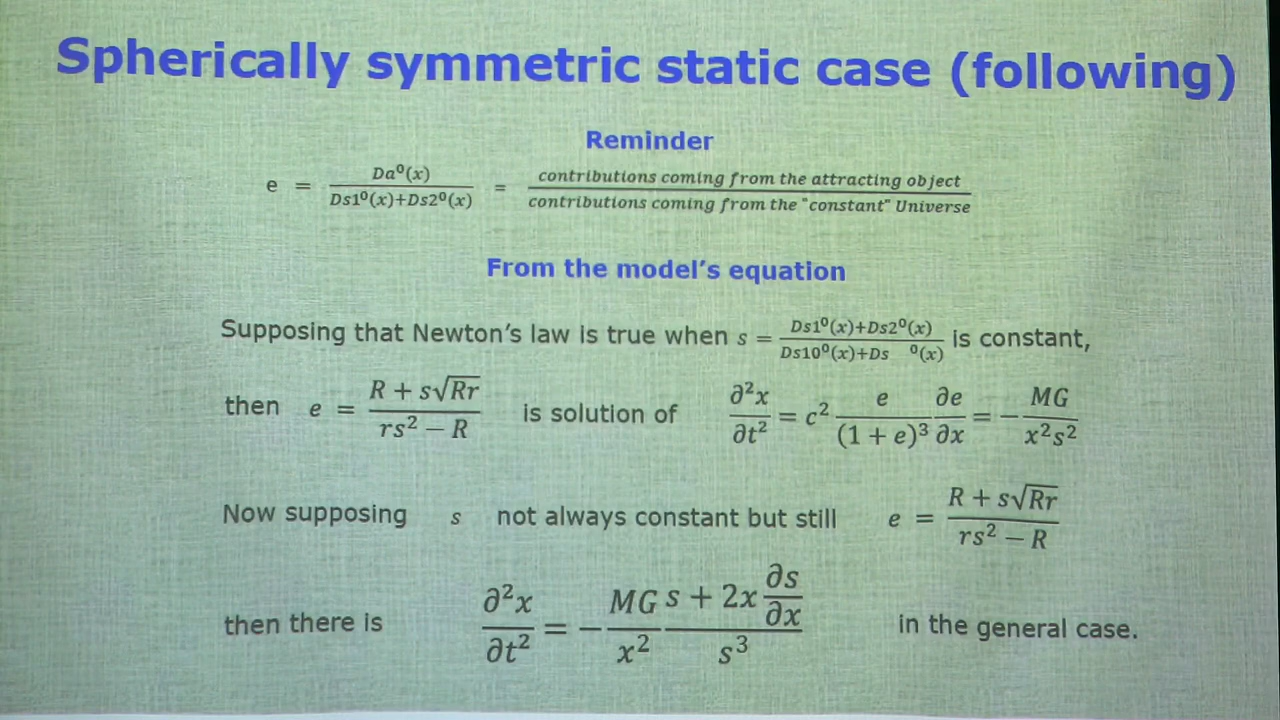 Spherically symmetric static case (following)
Reminder
e = Da⁰(x) / Ds1⁰(x)+Ds2⁰(x) = contributions coming from the attracting object / contributions coming from the "constant" Universe
From the model's equation
Supposing that Newton's law is true when s = Ds1⁰(x)+Ds2⁰(x) / Ds10⁰(x)+Ds ⁰(x) is constant,
then e = R + s√Rr / rs² – R is solution of ∂²x / ∂t² = c² e / (1 + e)³ ∂e / ∂x = – MG / x²s²
Now supposing s not always constant but still e = R + s√Rr / rs² – R
then there is ∂²x / ∂t² = – MG / x² s + 2x ∂s / ∂x / s³ in the general case.